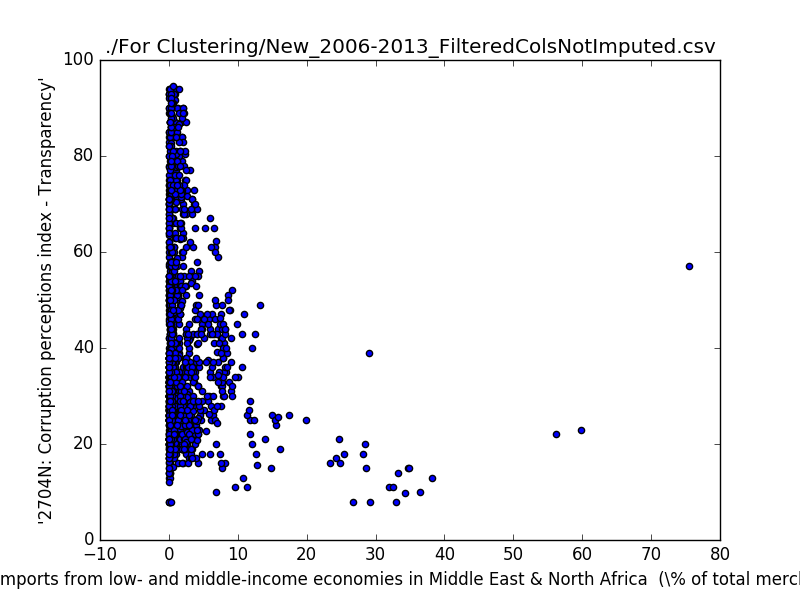 ./For Clustering/New_2006-2013_FilteredColsNotImputed.csv
'2704N: Corruption perceptions index - Transparency'
100
80
60
40
20
0
−10 0 10 20 30 40 50 60 70 80
mports from low- and middle-income economies in Middle East & North Africa (\% of total merc